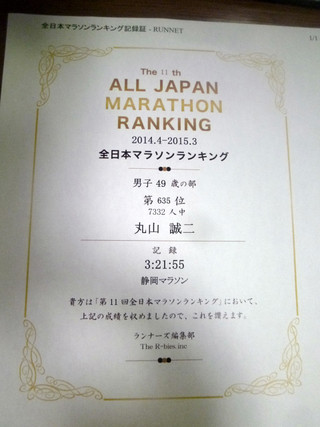 全日本マラソンランキング記録証 - RUNNET
1/1
The 11 th
ALL JAPAN
MARATHON
RANKING
2014.4-2015.3
全日本マラソンランキング
男子 49 歳の部
第 635 位
7332 人中
丸山 誠二
記 録
3:21:55
静岡マラソン
貴方は「第 11 回全日本マラソンランキング」において、
上記の成績を収めましたので、これを讃えます。
ランナーズ編集部
The R-bies.inc